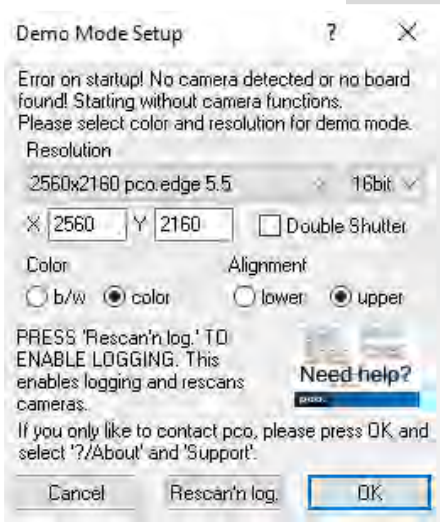 Demo Mode Setup ? ×
Error on startup! No camera detected or no board
found! Starting without camera functions.
Please select color and resolution for demo mode.
Resolution
2560x2160 pco.edge 5.5 16bit
X 2560 Y 2160 Double Shutter
Color Alignment
b/w color lower upper
PRESS 'Rescan'n log.' TO
ENABLE LOGGING. This
enables logging and rescans
cameras.
Need help?
pco.
If you only like to contact pco, please press OK and
select '?/About' and 'Support'.
Cancel Rescan'n log. OK